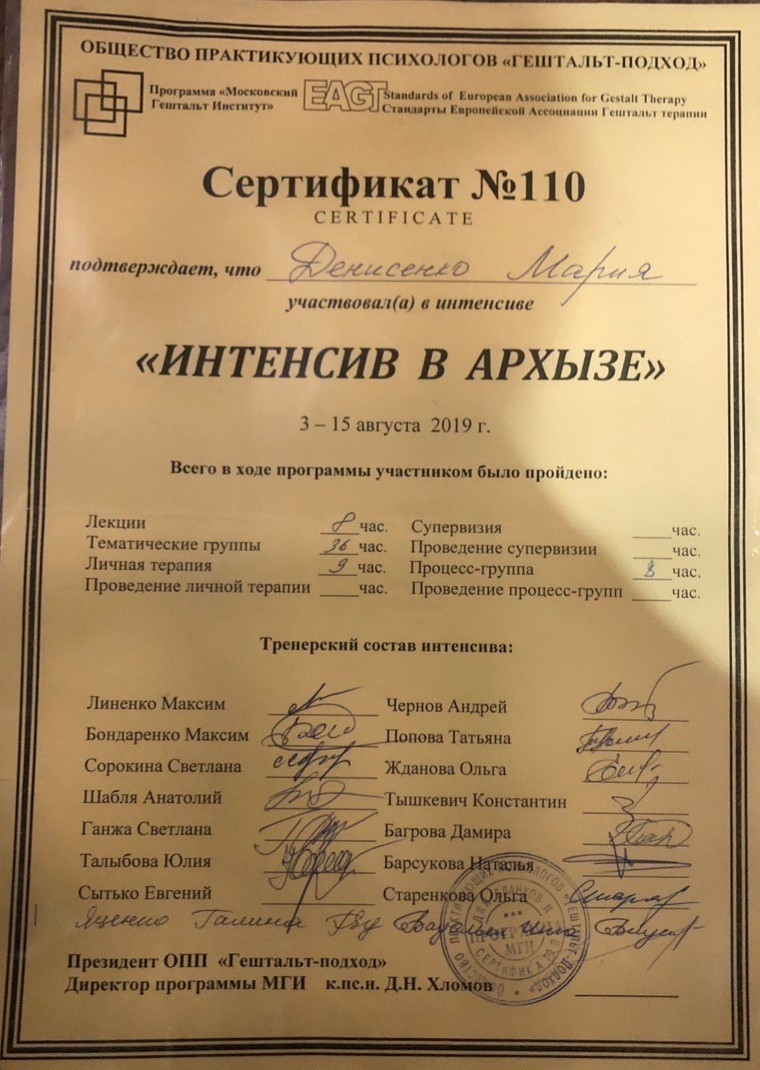 ОБЩЕСТВО ПРАКТИКУЮЩИХ ПСИХОЛОГОВ «ГЕШТАЛЬТ-ПОДХОД»
Программа «Московский
Гештальт Институт»
EAGT
Standards of European Association for Gestalt Therapy
Стандарты Европейской Ассоциации Гештальт терапии
Сертификат №110
CERTIFICATE
подтверждает, что Денисенко Мария
участвовал(а) в интенсиве
«ИНТЕНСИВ В АРХЫЗЕ»
3 – 15 августа 2019 г.
Всего в ходе программы участником было пройдено:
Лекции 8 час. Супервизия ____час.
Тематические группы 36 час. Проведение супервизии ____час.
Личная терапия 9 час. Процесс-группа 8 час.
Проведение личной терапии ____час. Проведение процесс-групп ____час.
Тренерский состав интенсива:
Линенко Максим Чернов Андрей
Бондаренко Максим Попова Татьяна
Сорокина Светлана Жданова Ольга
Шабля Анатолий Тышкевич Константин
Ганжа Светлана Багрова Дамира
Талыбова Юлия Барсукова Наталья
Сытько Евгений Старенкова Ольга
Яценко Галина
Президент ОПП «Гештальт-подход»
Директор программы МГИ к.пс.н. Д.Н. Хломов